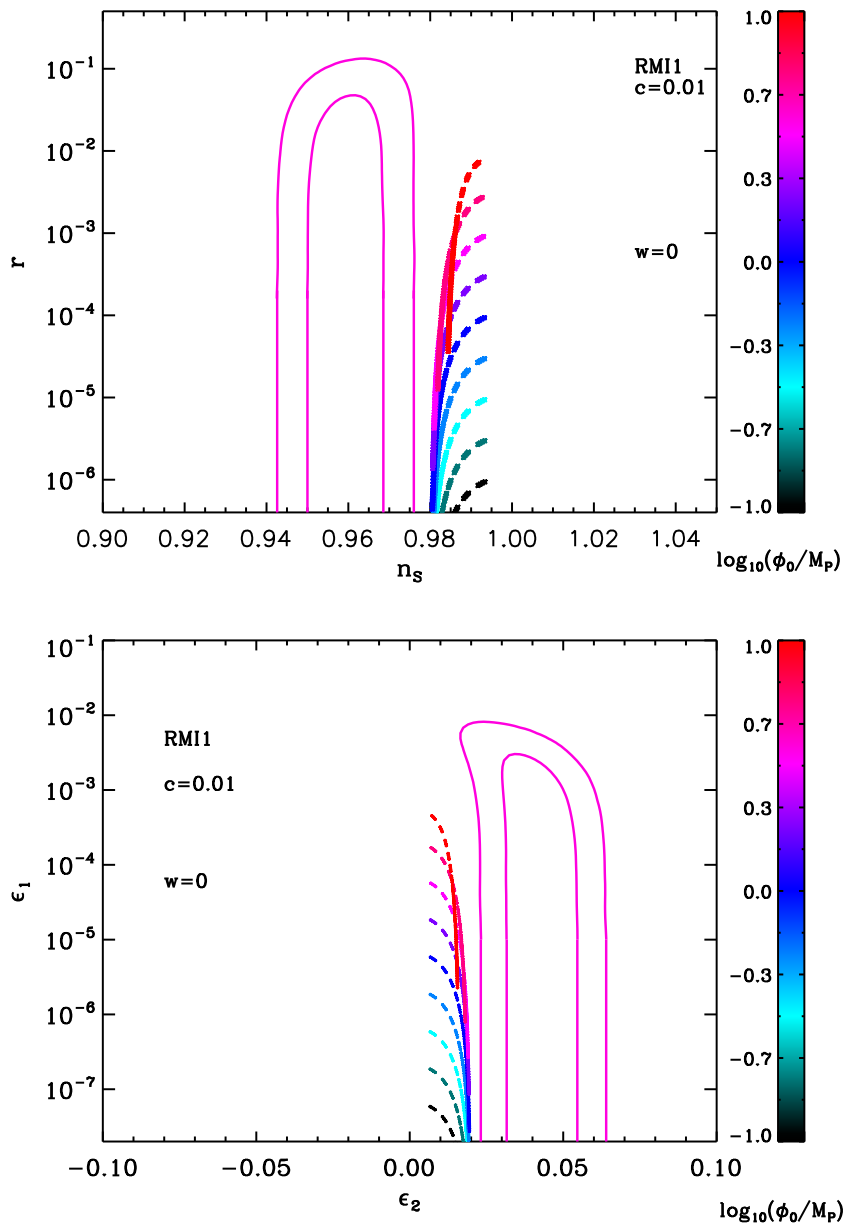 10⁻¹
10⁻²
10⁻³
10⁻⁴
10⁻⁵
10⁻⁶
r
RMI1
c=0.01
w=0
0.90 0.92 0.94 0.96 0.98 1.00 1.02 1.04
n_S
1.0
0.7
0.3
0.0
-0.3
-0.7
-1.0
log₁₀(ϕ₀/M_P)
10⁻¹
10⁻²
10⁻³
10⁻⁴
10⁻⁵
10⁻⁶
10⁻⁷
ϵ₁
RMI1
c=0.01
w=0
-0.10 -0.05 0.00 0.05 0.10
ϵ₂
1.0
0.7
0.3
0.0
-0.3
-0.7
-1.0
log₁₀(ϕ₀/M_P)